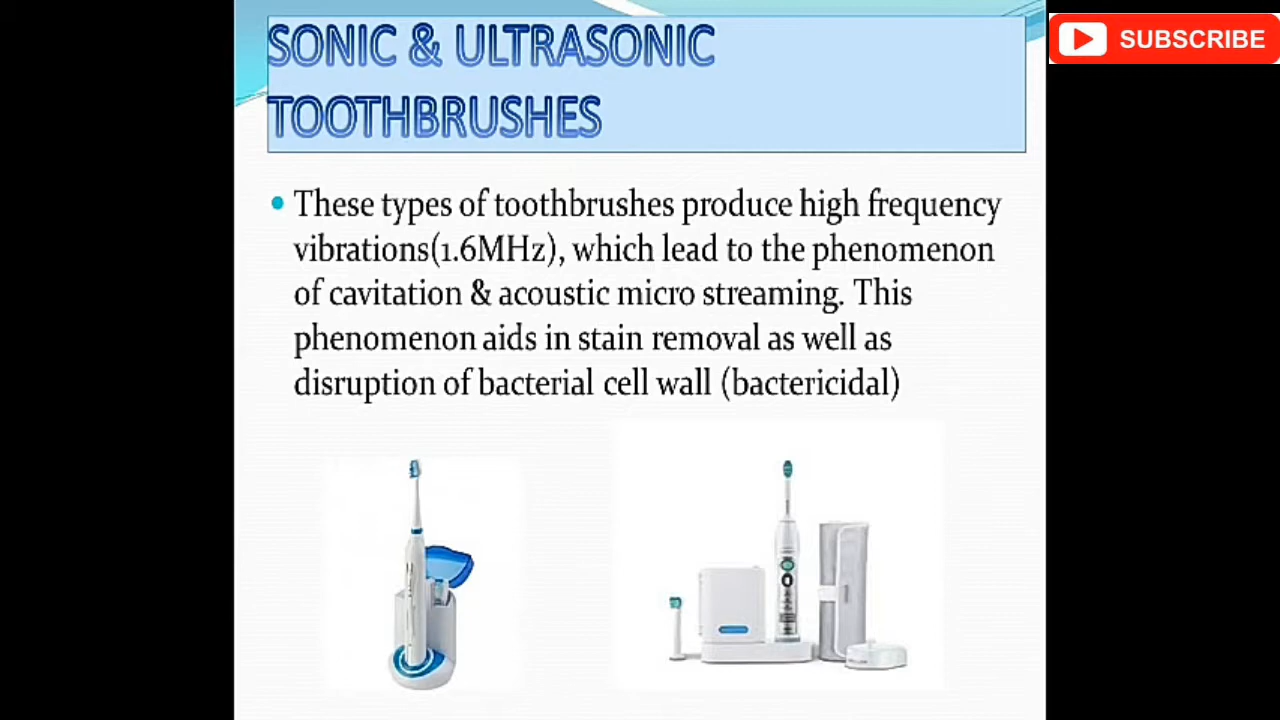 SONIC & ULTRASONIC
TOOTHBRUSHES
SUBSCRIBE
• These types of toothbrushes produce high frequency
vibrations(1.6MHz), which lead to the phenomenon
of cavitation & acoustic micro streaming. This
phenomenon aids in stain removal as well as
disruption of bacterial cell wall (bactericidal)